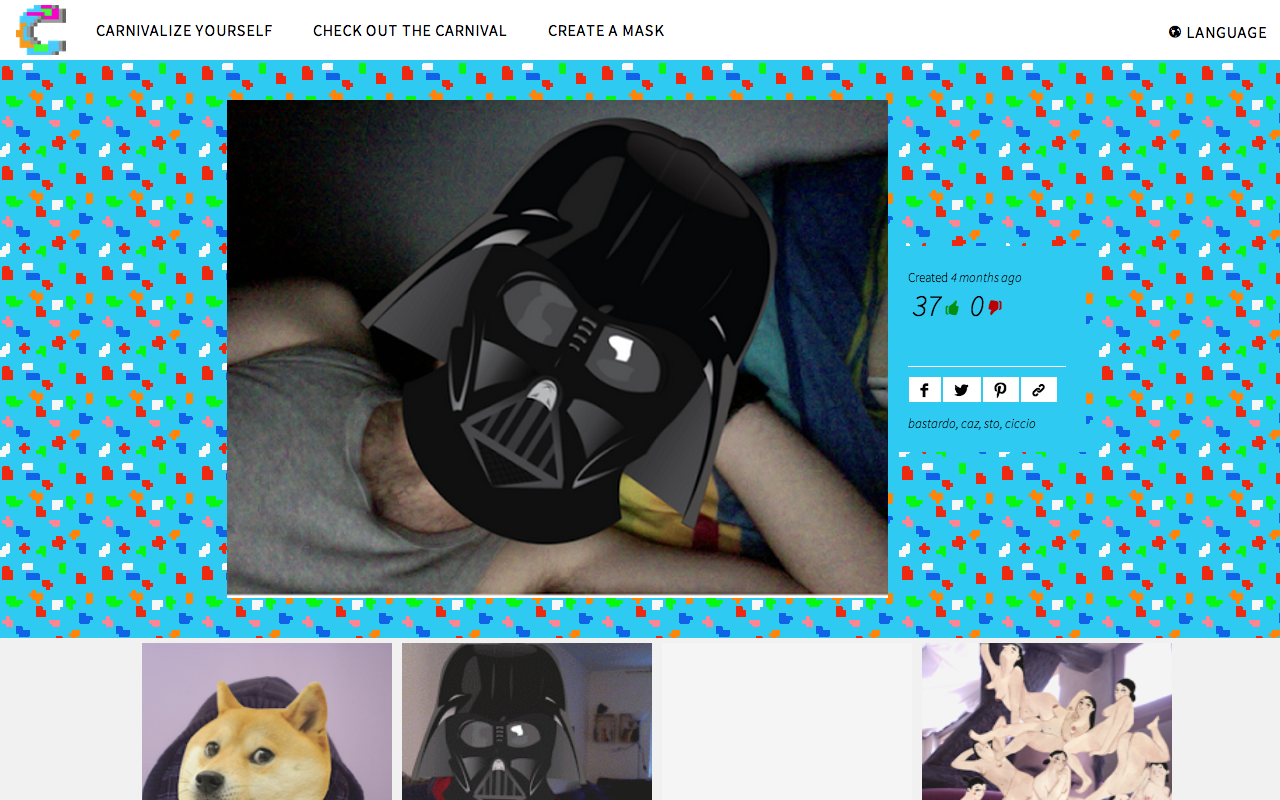 CARNIVALIZE YOURSELF
CHECK OUT THE CARNIVAL
CREATE A MASK
LANGUAGE
Created 4 months ago
37 0
bastardo, caz, sto, ciccio